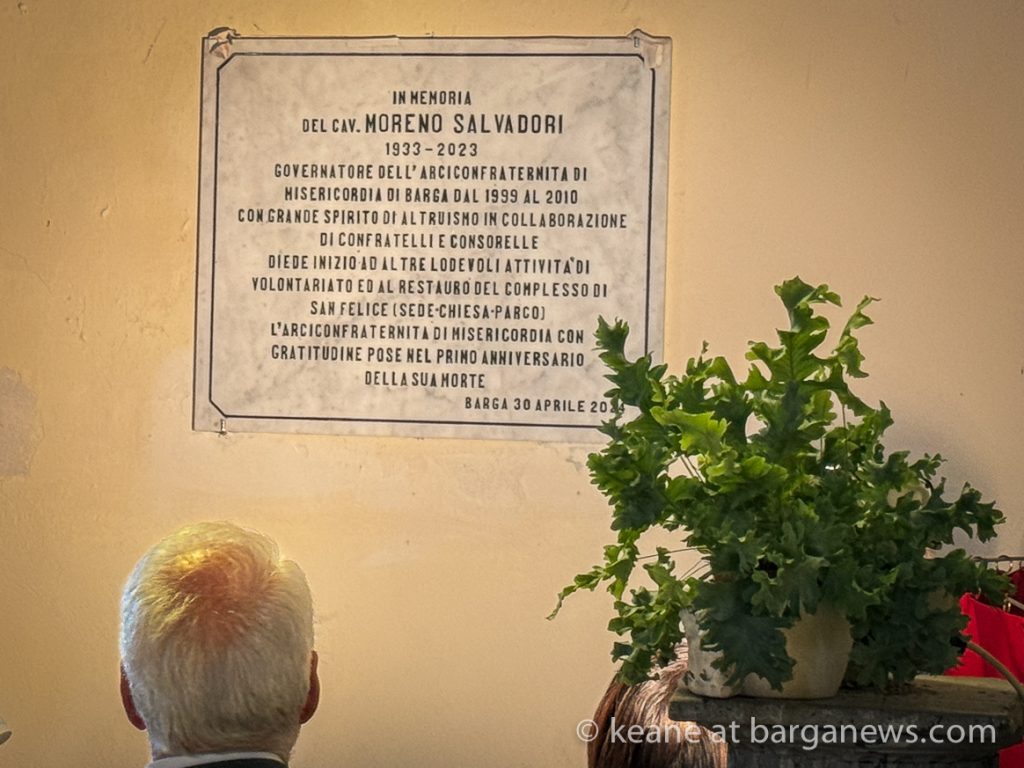 IN MEMORIA
DEL CAV. MORENO SALVADORI
1933-2023
GOVERNATORE DELL'ARCICONFRATERNITA DI
MISERICORDIA DI BARGA DAL 1999 AL 2010
CON GRANDE SPIRITO DI ALTRUISMO IN COLLABORAZIONE
DI CONFRATELLI E CONSORELLE
DIEDE INIZIO AD ALTRE LODEVOLI ATTIVITA' DI
VOLONTARIATO ED AL RESTAURO DEL COMPLESSO DI
SAN FELICE (SEDE-CHIESA-PARCO)
L'ARCICONFRATERNITA DI MISERICORDIA CON
GRATITUDINE POSE NEL PRIMO ANNIVERSARIO
DELLA SUA MORTE
BARGA 30 APRILE 2024
© keane at barganews.com